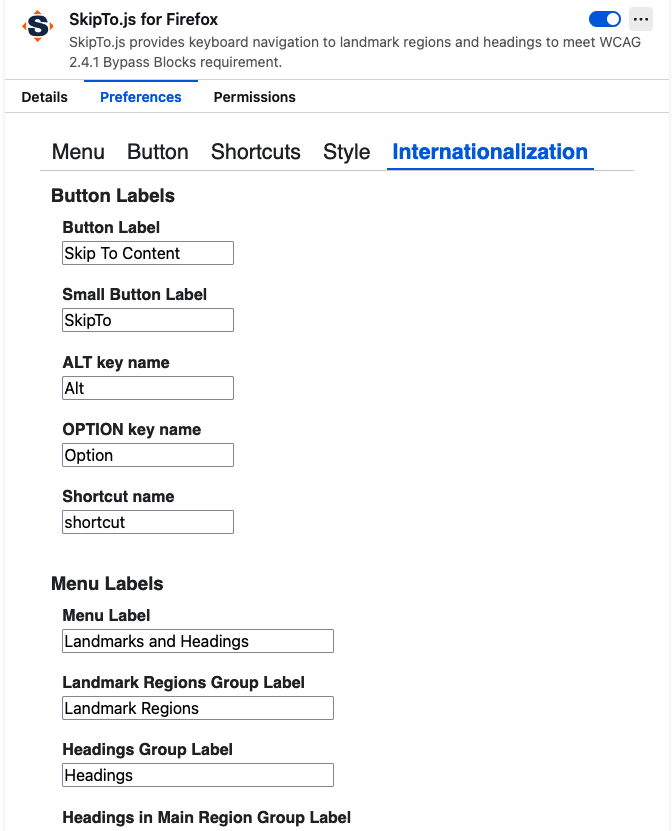 SkipTo.js for Firefox
SkipTo.js provides keyboard navigation to landmark regions and headings to meet WCAG
2.4.1 Bypass Blocks requirement.
Details Preferences Permissions
Menu Button Shortcuts Style Internationalization
Button Labels
Button Label
Skip To Content
Small Button Label
SkipTo
ALT key name
Alt
OPTION key name
Option
Shortcut name
shortcut
Menu Labels
Menu Label
Landmarks and Headings
Landmark Regions Group Label
Landmark Regions
Headings Group Label
Headings
Headings in Main Region Group Label